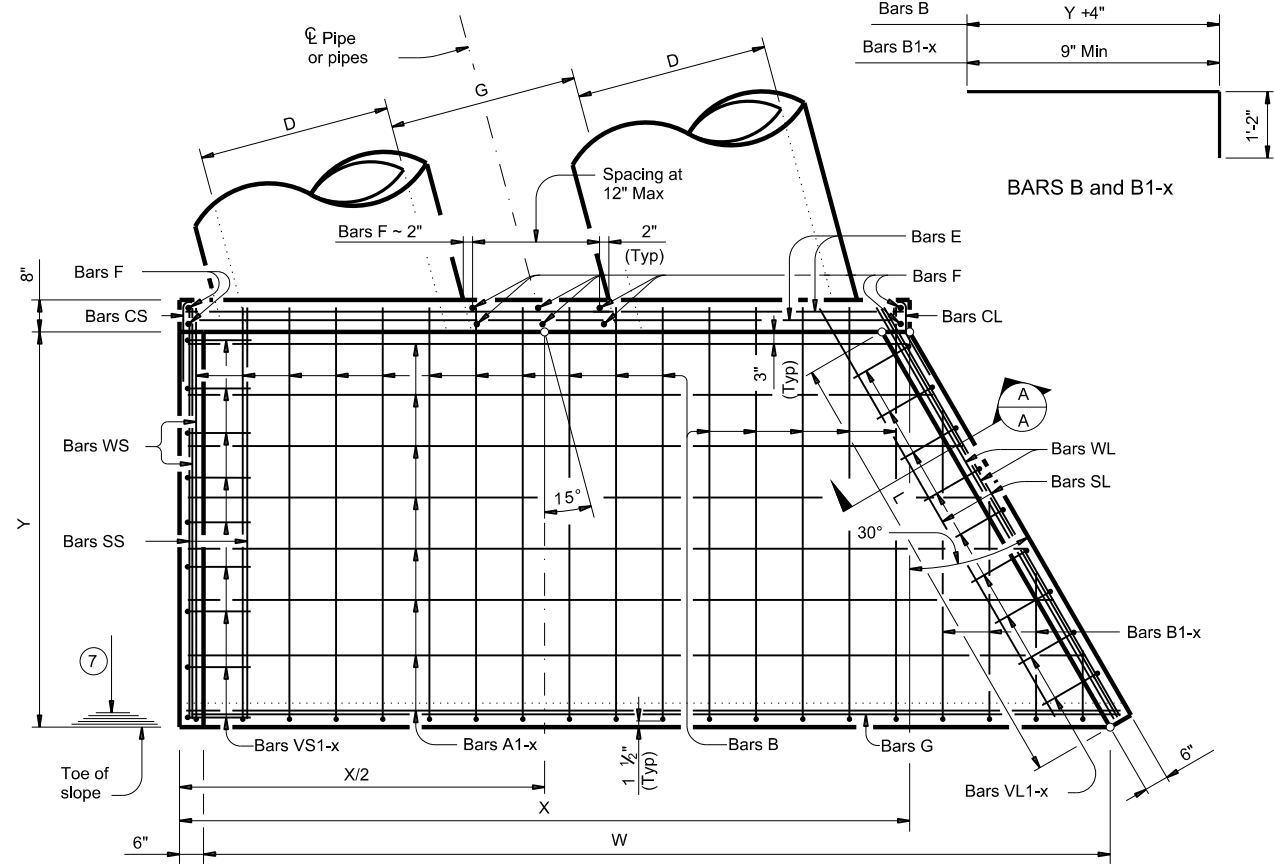 Bars B
Y +4"
Bars B1-x
9" Min
1'-2"
BARS B and B1-x
℄ Pipe
or pipes
D
G
D
Spacing at
12" Max
Bars F ~ 2"
2"
(Typ)
Bars E
Bars F
8"
Bars F
Bars CS
Bars CL
3"
(Typ)
A
A
Bars WS
Bars WL
Bars SL
L
15°
30°
Y
Bars SS
7
Bars B1-x
Toe of
slope
Bars VS1-x
Bars A1-x
1 ½"
(Typ)
Bars B
Bars G
6"
Bars VL1-x
X/2
X
6"
W